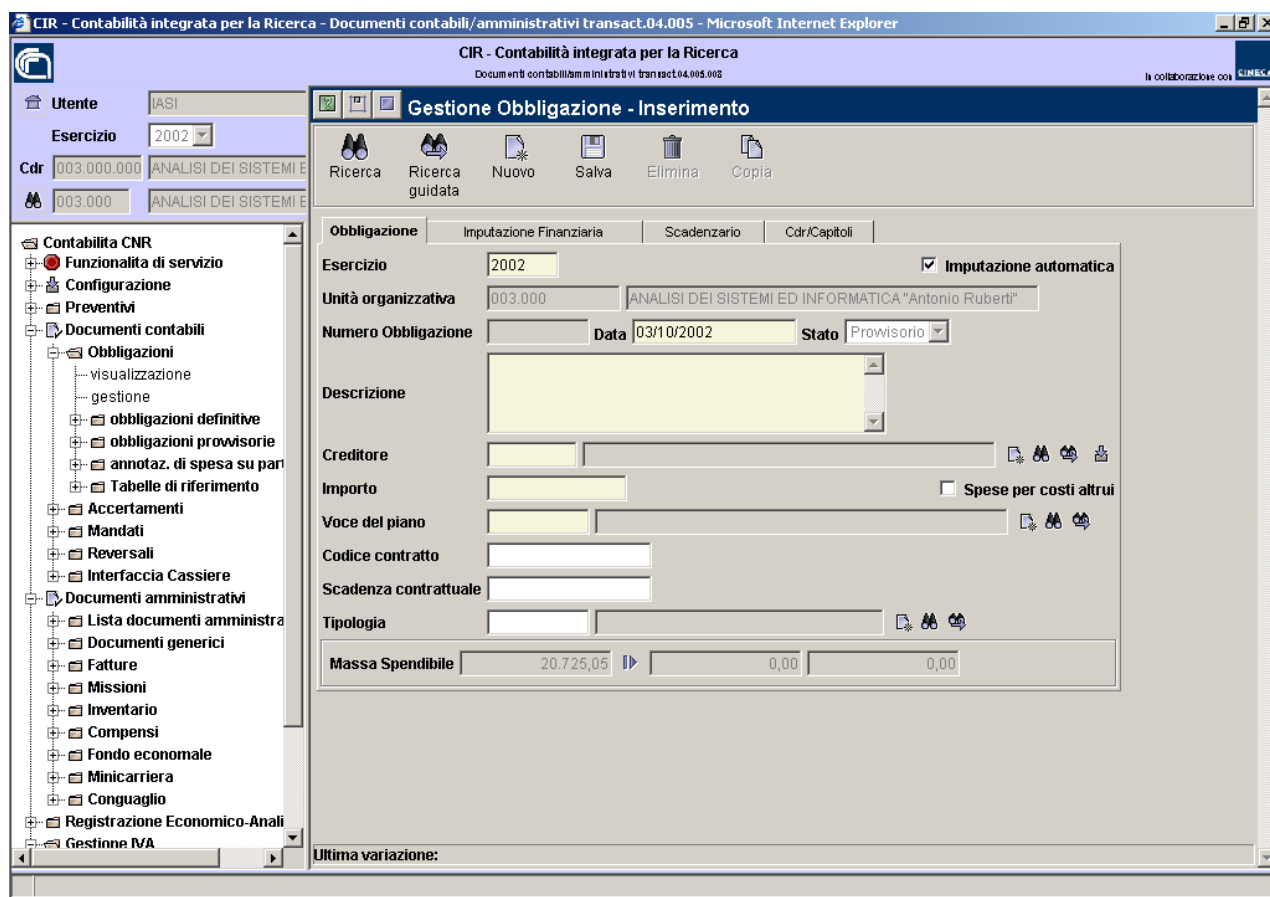 CIR - Contabilità integrata per la Ricerca - Documenti contabili/amministrativi transact.04.005 - Microsoft Internet Explorer
CIR - Contabilità integrata per la Ricerca
Documenti contabili/amministrativi transact.04.005.008
In collaborazione con CINECA
Utente IASI
Esercizio 2002
Cdr 003.000.000 ANALISI DEI SISTEMI E
003.000 ANALISI DEI SISTEMI E
Gestione Obbligazione - Inserimento
Ricerca Ricerca guidata Nuovo Salva Elimina Copia
Contabilita CNR
Funzionalita di servizio
Configurazione
Preventivi
Documenti contabili
Obbligazioni
visualizzazione
gestione
obbligazioni definitive
obbligazioni provvisorie
annotaz. di spesa su part
Tabelle di riferimento
Accertamenti
Mandati
Reversali
Interfaccia Cassiere
Documenti amministrativi
Lista documenti amministra
Documenti generici
Fatture
Missioni
Inventario
Compensi
Fondo economale
Minicarriera
Conguaglio
Registrazione Economico-Anali
Gestione IVA
Obbligazione Imputazione Finanziaria Scadenzario Cdr/Capitoli
Esercizio 2002 Imputazione automatica
Unità organizzativa 003.000 ANALISI DEI SISTEMI ED INFORMATICA "Antonio Ruberti"
Numero Obbligazione Data 03/10/2002 Stato Provvisorio
Descrizione
Creditore
Importo Spese per costi altrui
Voce del piano
Codice contratto
Scadenza contrattuale
Tipologia
Massa Spendibile 20.725,05 0,00 0,00
Ultima variazione: